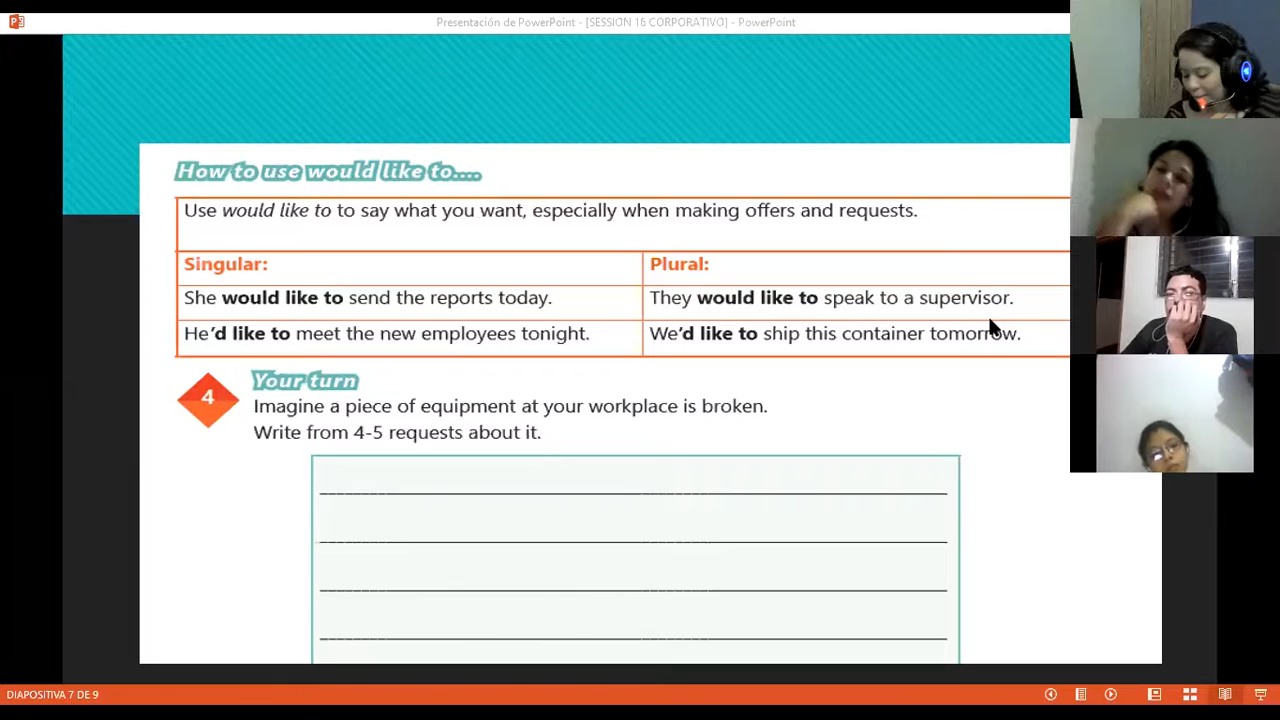 Presentación de PowerPoint - [SESSION 16 CORPORATIVO] - PowerPoint
How to use would like to....
Use would like to to say what you want, especially when making offers and requests.
Singular:
Plural:
She would like to send the reports today.
They would like to speak to a supervisor.
He'd like to meet the new employees tonight.
We'd like to ship this container tomorrow.
4
Your turn
Imagine a piece of equipment at your workplace is broken.
Write from 4-5 requests about it.
DIAPOSITIVA 7 DE 9